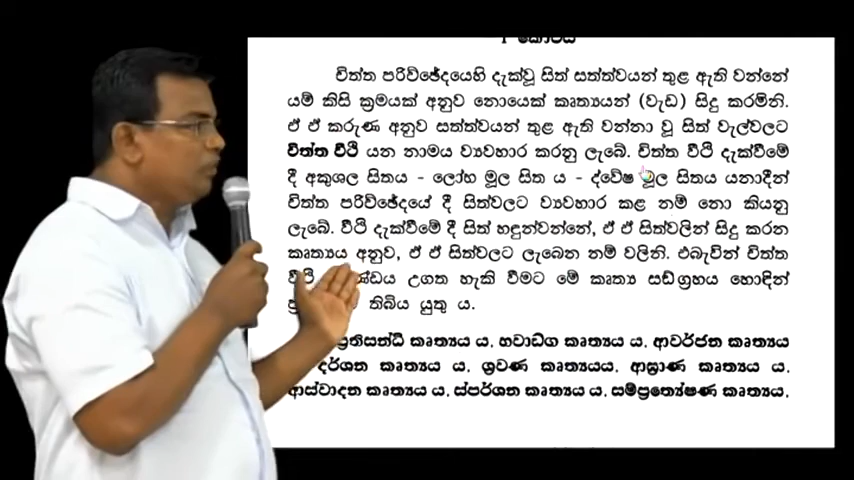 චිත්ත පරිච්ඡේදයෙහි දැක්වූ සිත් සත්ත්වයන් තුළ ඇති වන්නේ
යම් කිසි ක්‍රමයක් අනුව නොයෙක් කෘත්‍යයන් (වැඩ) සිදු කරමිනි.
ඒ ඒ කරුණ අනුව සත්ත්වයන් තුළ ඇති වන්නා වූ සිත් වැල්වලට
චිත්ත වීථි යන නාමය ව්‍යවහාර කරනු ලැබේ. චිත්ත වීථි දැක්වීමේ
දී අකුශල සිතය - ලෝභ මූල සිත ය - ද්වේෂ මූල සිතය යනාදීන්
චිත්ත පරිච්ඡේදයේ දී සිත්වලට ව්‍යවහාර කළ නම් නො කියනු
ලැබේ. වීථි දැක්වීමේ දී සිත් හඳුන්වන්නේ, ඒ ඒ සිත්වලින් සිදු කරන
කෘත්‍යය අනුව, ඒ ඒ සිත්වලට ලැබෙන නම් වලිනි. එබැවින් චිත්ත
උගත හැකි වීමට මේ කෘත්‍ය සඞ්ග්‍රහය හොඳින්
තිබිය යුතු ය.
ප්‍රතිසන්ධි කෘත්‍යය ය, භවාඞ්ග කෘත්‍යය ය, ආවර්ජන කෘත්‍යය
දර්ශන කෘත්‍යය ය, ශ්‍රවණ කෘත්‍යයය, ආඝ්‍රාණ කෘත්‍යය ය,
ආස්වාදන කෘත්‍යය ය, ස්පර්ශන කෘත්‍යය ය, සම්ප්‍රත්‍යේෂණ කෘත්‍යය,